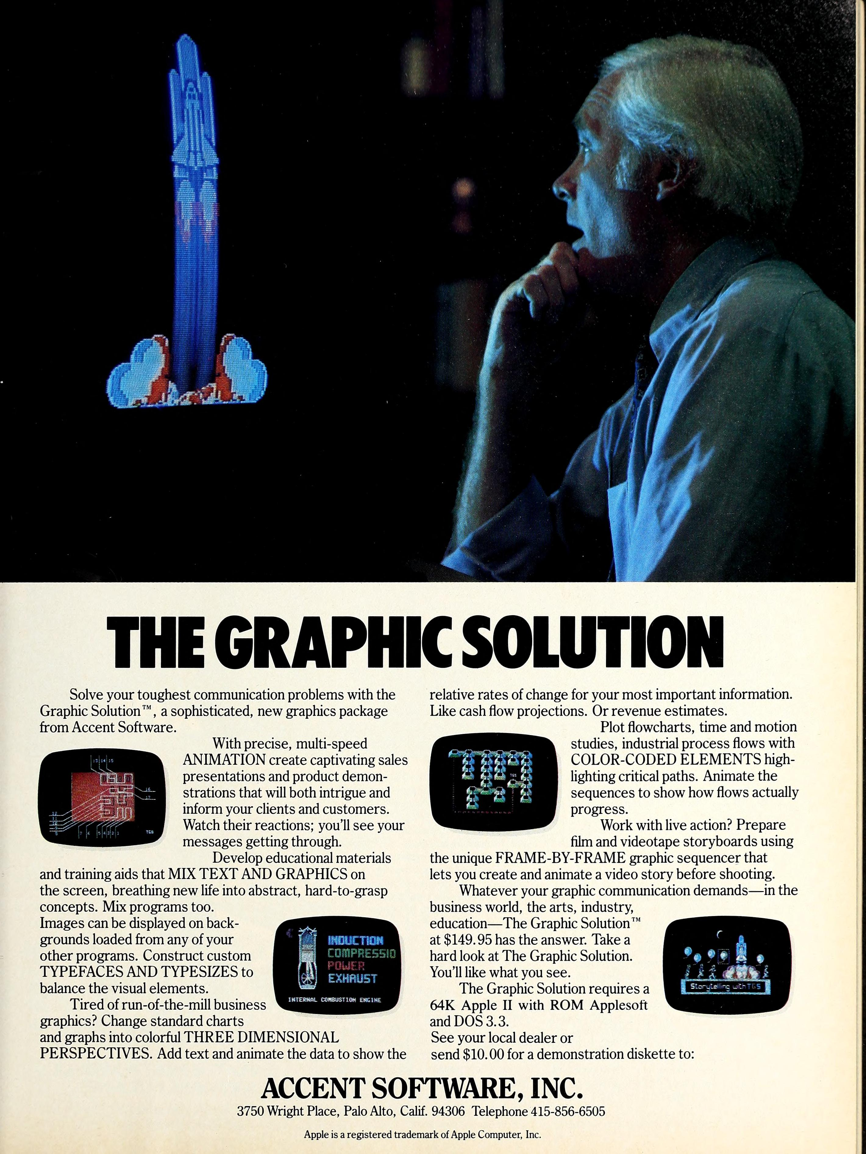 THE GRAPHIC SOLUTION
Solve your toughest communication problems with the
Graphic Solution™, a sophisticated, new graphics package
from Accent Software.
With precise, multi-speed
ANIMATION create captivating sales
presentations and product demon-
strations that will both intrigue and
inform your clients and customers.
Watch their reactions; you'll see your
messages getting through.
Develop educational materials
and training aids that MIX TEXT AND GRAPHICS on
the screen, breathing new life into abstract, hard-to-grasp
concepts. Mix programs too.
Images can be displayed on back-
grounds loaded from any of your
other programs. Construct custom
TYPEFACES AND TYPESIZES to
balance the visual elements.
Tired of run-of-the-mill business
graphics? Change standard charts
and graphs into colorful THREE DIMENSIONAL
PERSPECTIVES. Add text and animate the data to show the
INDUCTION
COMPRESSIO
POWER
EXHAUST
INTERNAL COMBUSTION ENGINE
relative rates of change for your most important information.
Like cash flow projections. Or revenue estimates.
Plot flowcharts, time and motion
studies, industrial process flows with
COLOR-CODED ELEMENTS high-
lighting critical paths. Animate the
sequences to show how flows actually
progress.
Work with live action? Prepare
film and videotape storyboards using
the unique FRAME-BY-FRAME graphic sequencer that
lets you create and animate a video story before shooting.
Whatever your graphic communication demands—in the
business world, the arts, industry,
education—The Graphic Solution™
at $149.95 has the answer. Take a
hard look at The Graphic Solution.
You'll like what you see.
The Graphic Solution requires a
64K Apple II with ROM Applesoft
and DOS 3.3.
See your local dealer or
send $10.00 for a demonstration diskette to:
Storytelling with TGS
ACCENT SOFTWARE, INC.
3750 Wright Place, Palo Alto, Calif. 94306 Telephone 415-856-6505
Apple is a registered trademark of Apple Computer, Inc.